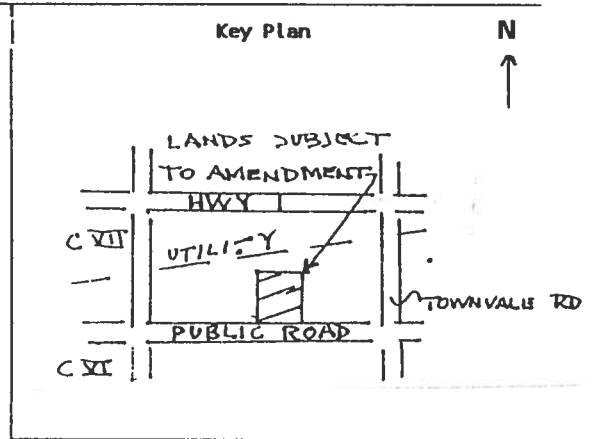 Key Plan
N
LANDS SUBJECT
TO AMENDMENT
HWY
C VII
UTILITY
TOWNVALE RD
PUBLIC ROAD
C VI